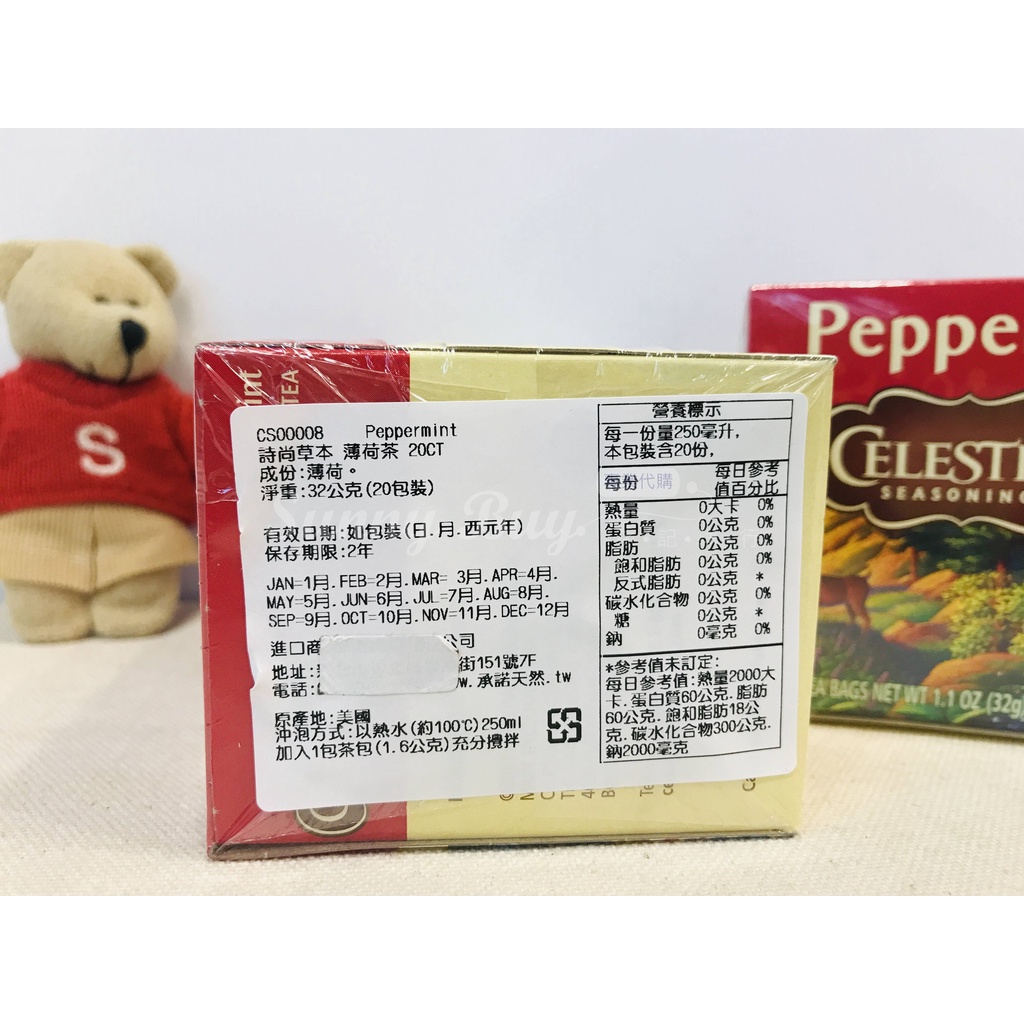 S
Peppe
CELESTI
SEASONING
TEA BAGS NET WT 1.1 OZ (32g)
TEA
CS00008 Peppermint
詩尚草本 薄荷茶 20CT
成份:薄荷。
淨重:32公克(20包裝)
有效日期:如包裝(日.月.西元年)
保存期限:2年
JAN=1月.FEB=2月.MAR= 3月.APR=4月.
MAY=5月.JUN=6月.JUL=7月.AUG=8月.
SEP=9月.OCT=10月.NOV=11月.DEC=12月
進口商 公司
地址: 街151號7F
電話: w.承諾天然.tw
原產地:美國
沖泡方式:以熱水(約100℃)250ml
加入1包茶包(1.6公克)充分攪拌
營養標示
每一份量250毫升,
本包裝含20份,
每份 每日參考
值百分比
熱量 0大卡 0%
蛋白質 0公克 0%
脂肪 0公克 0%
飽和脂肪 0公克 0%
反式脂肪 0公克 *
碳水化合物 0公克 0%
糖 0公克 *
鈉 0毫克 0%
*參考值未訂定:
每日參考值:熱量2000大
卡.蛋白質60公克.脂肪
60公克.飽和脂肪18公
克.碳水化合物300公克.
鈉2000毫克
Sunny Buy.
代購